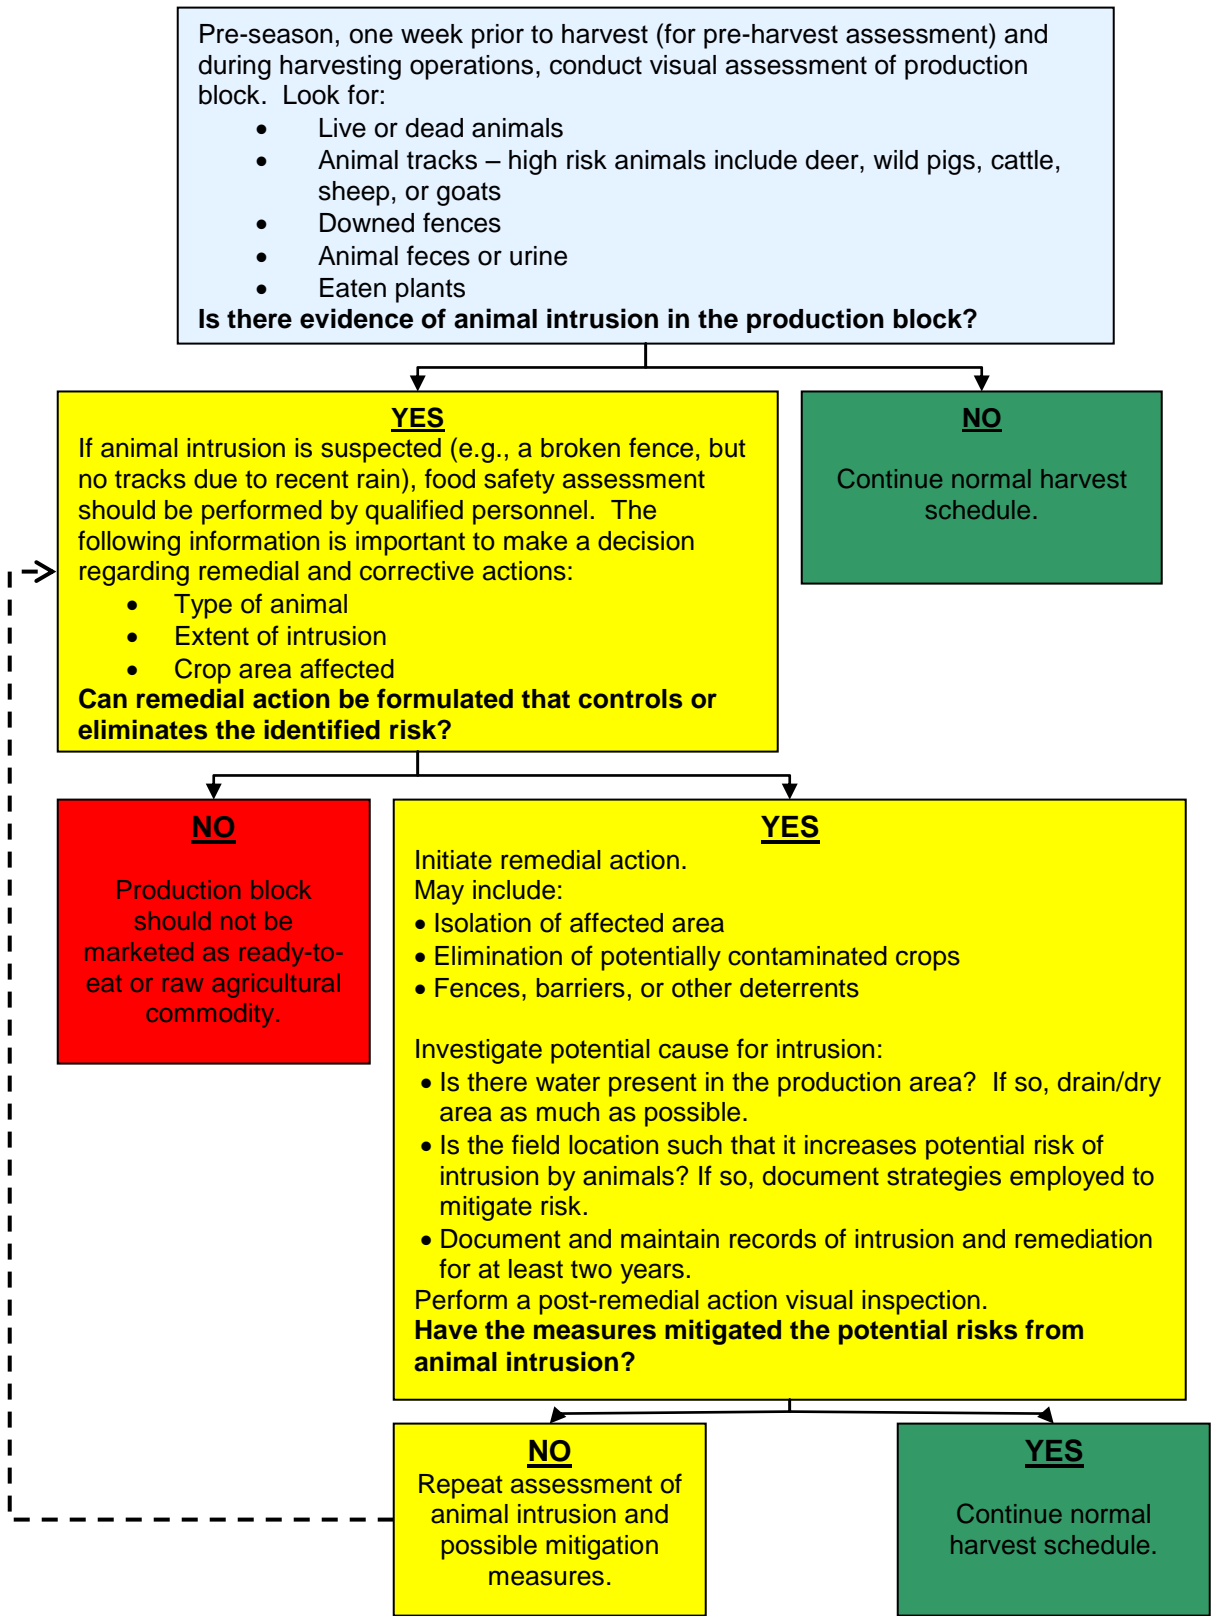 Pre-season, one week prior to harvest (for pre-harvest assessment) and
during harvesting operations, conduct visual assessment of production
block.  Look for:
• Live or dead animals
• Animal tracks – high risk animals include deer, wild pigs, cattle,
sheep, or goats
• Downed fences
• Animal feces or urine
• Eaten plants
Is there evidence of animal intrusion in the production block?
YES
If animal intrusion is suspected (e.g., a broken fence, but
no tracks due to recent rain), food safety assessment
should be performed by qualified personnel.  The
following information is important to make a decision
regarding remedial and corrective actions:
• Type of animal
• Extent of intrusion
• Crop area affected
Can remedial action be formulated that controls or
eliminates the identified risk?
NO
Continue normal harvest
schedule.
NO
Production block
should not be
marketed as ready-to-
eat or raw agricultural
commodity.
YES
Initiate remedial action.
May include:
• Isolation of affected area
• Elimination of potentially contaminated crops
• Fences, barriers, or other deterrents
Investigate potential cause for intrusion:
• Is there water present in the production area?  If so, drain/dry
area as much as possible.
• Is the field location such that it increases potential risk of
intrusion by animals? If so, document strategies employed to
mitigate risk.
• Document and maintain records of intrusion and remediation
for at least two years.
Perform a post-remedial action visual inspection.
Have the measures mitigated the potential risks from
animal intrusion?
NO
Repeat assessment of
animal intrusion and
possible mitigation
measures.
YES
Continue normal
harvest schedule.